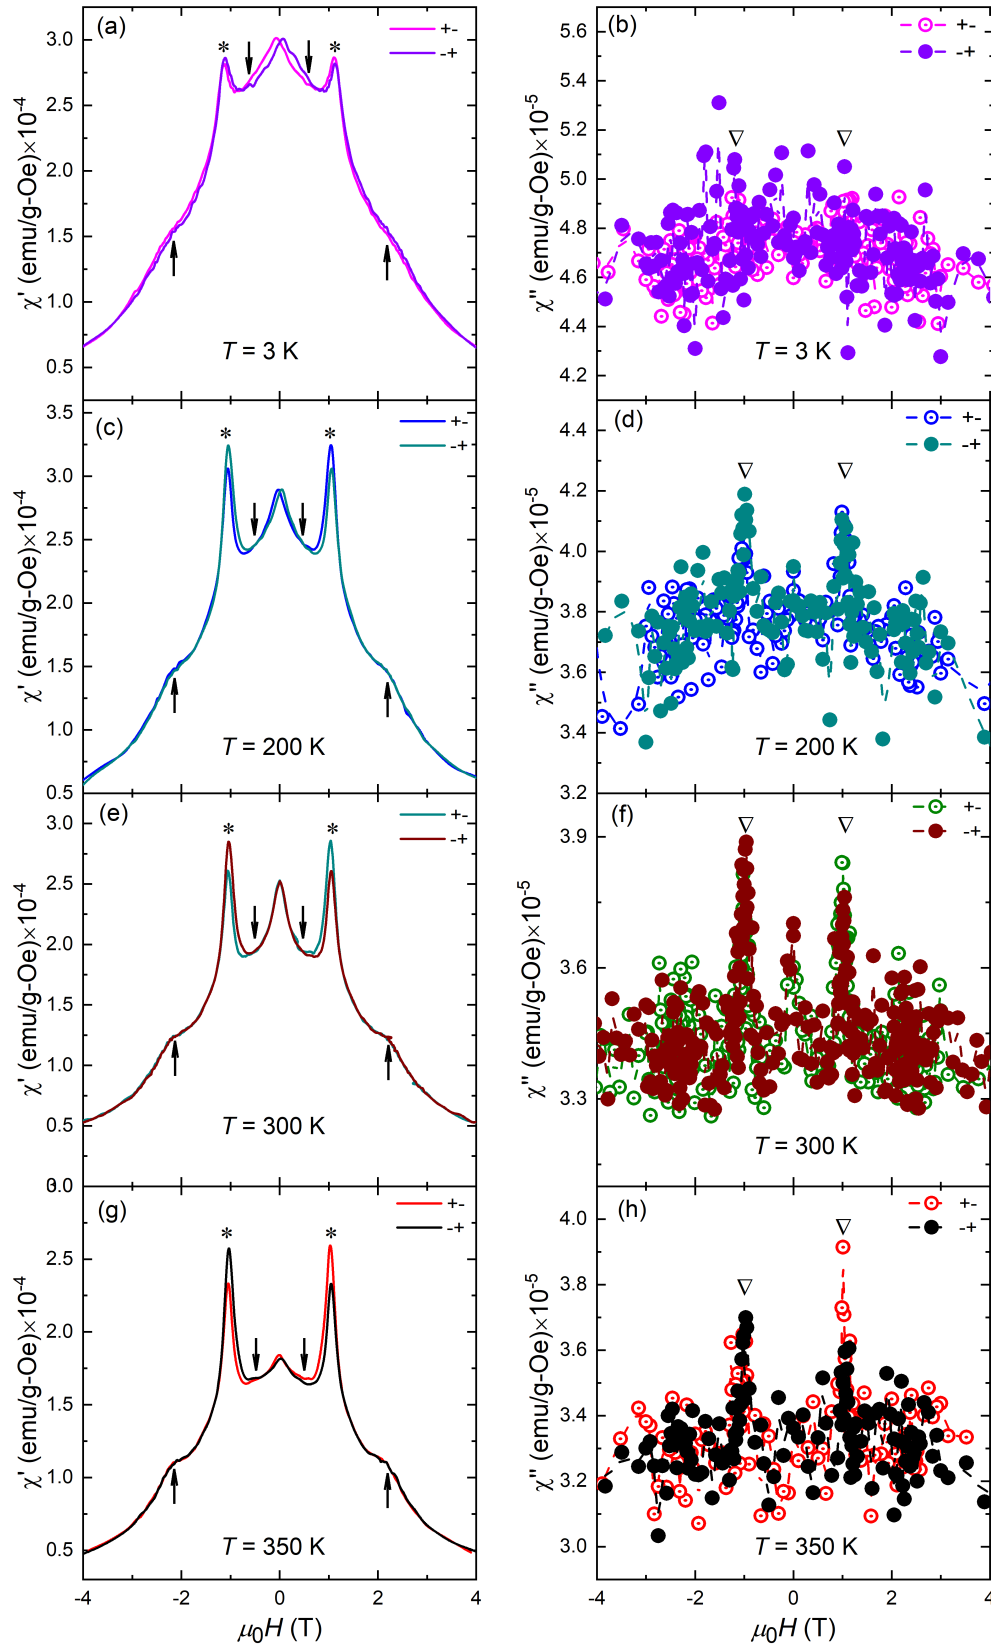 (a)
+-
-+
* *
3.0
2.5
2.0
1.5
1.0
0.5
χ' (emu/g-Oe)×10-4
T = 3 K
(b)
+-
-+
5.6
5.4
5.2
5.0
4.8
4.6
4.4
4.2
χ'' (emu/g-Oe)×10-5
T = 3 K
(c)
+-
-+
* *
3.5
3.0
2.5
2.0
1.5
1.0
0.5
χ' (emu/g-Oe)×10-4
T = 200 K
(d)
+-
-+
4.4
4.2
4.0
3.8
3.6
3.4
3.2
χ'' (emu/g-Oe)×10-5
T = 200 K
(e)
+-
-+
* *
3.0
2.5
2.0
1.5
1.0
0.5
0.0
χ' (emu/g-Oe)×10-4
T = 300 K
(f)
+-
-+
3.9
3.6
3.3
χ'' (emu/g-Oe)×10-5
T = 300 K
(g)
+-
-+
* *
3.0
2.5
2.0
1.5
1.0
0.5
χ' (emu/g-Oe)×10-4
T = 350 K
-4 -2 0 2 4
μ0H (T)
(h)
+-
-+
4.0
3.8
3.6
3.4
3.2
3.0
χ'' (emu/g-Oe)×10-5
T = 350 K
-4 -2 0 2 4
μ0H (T)